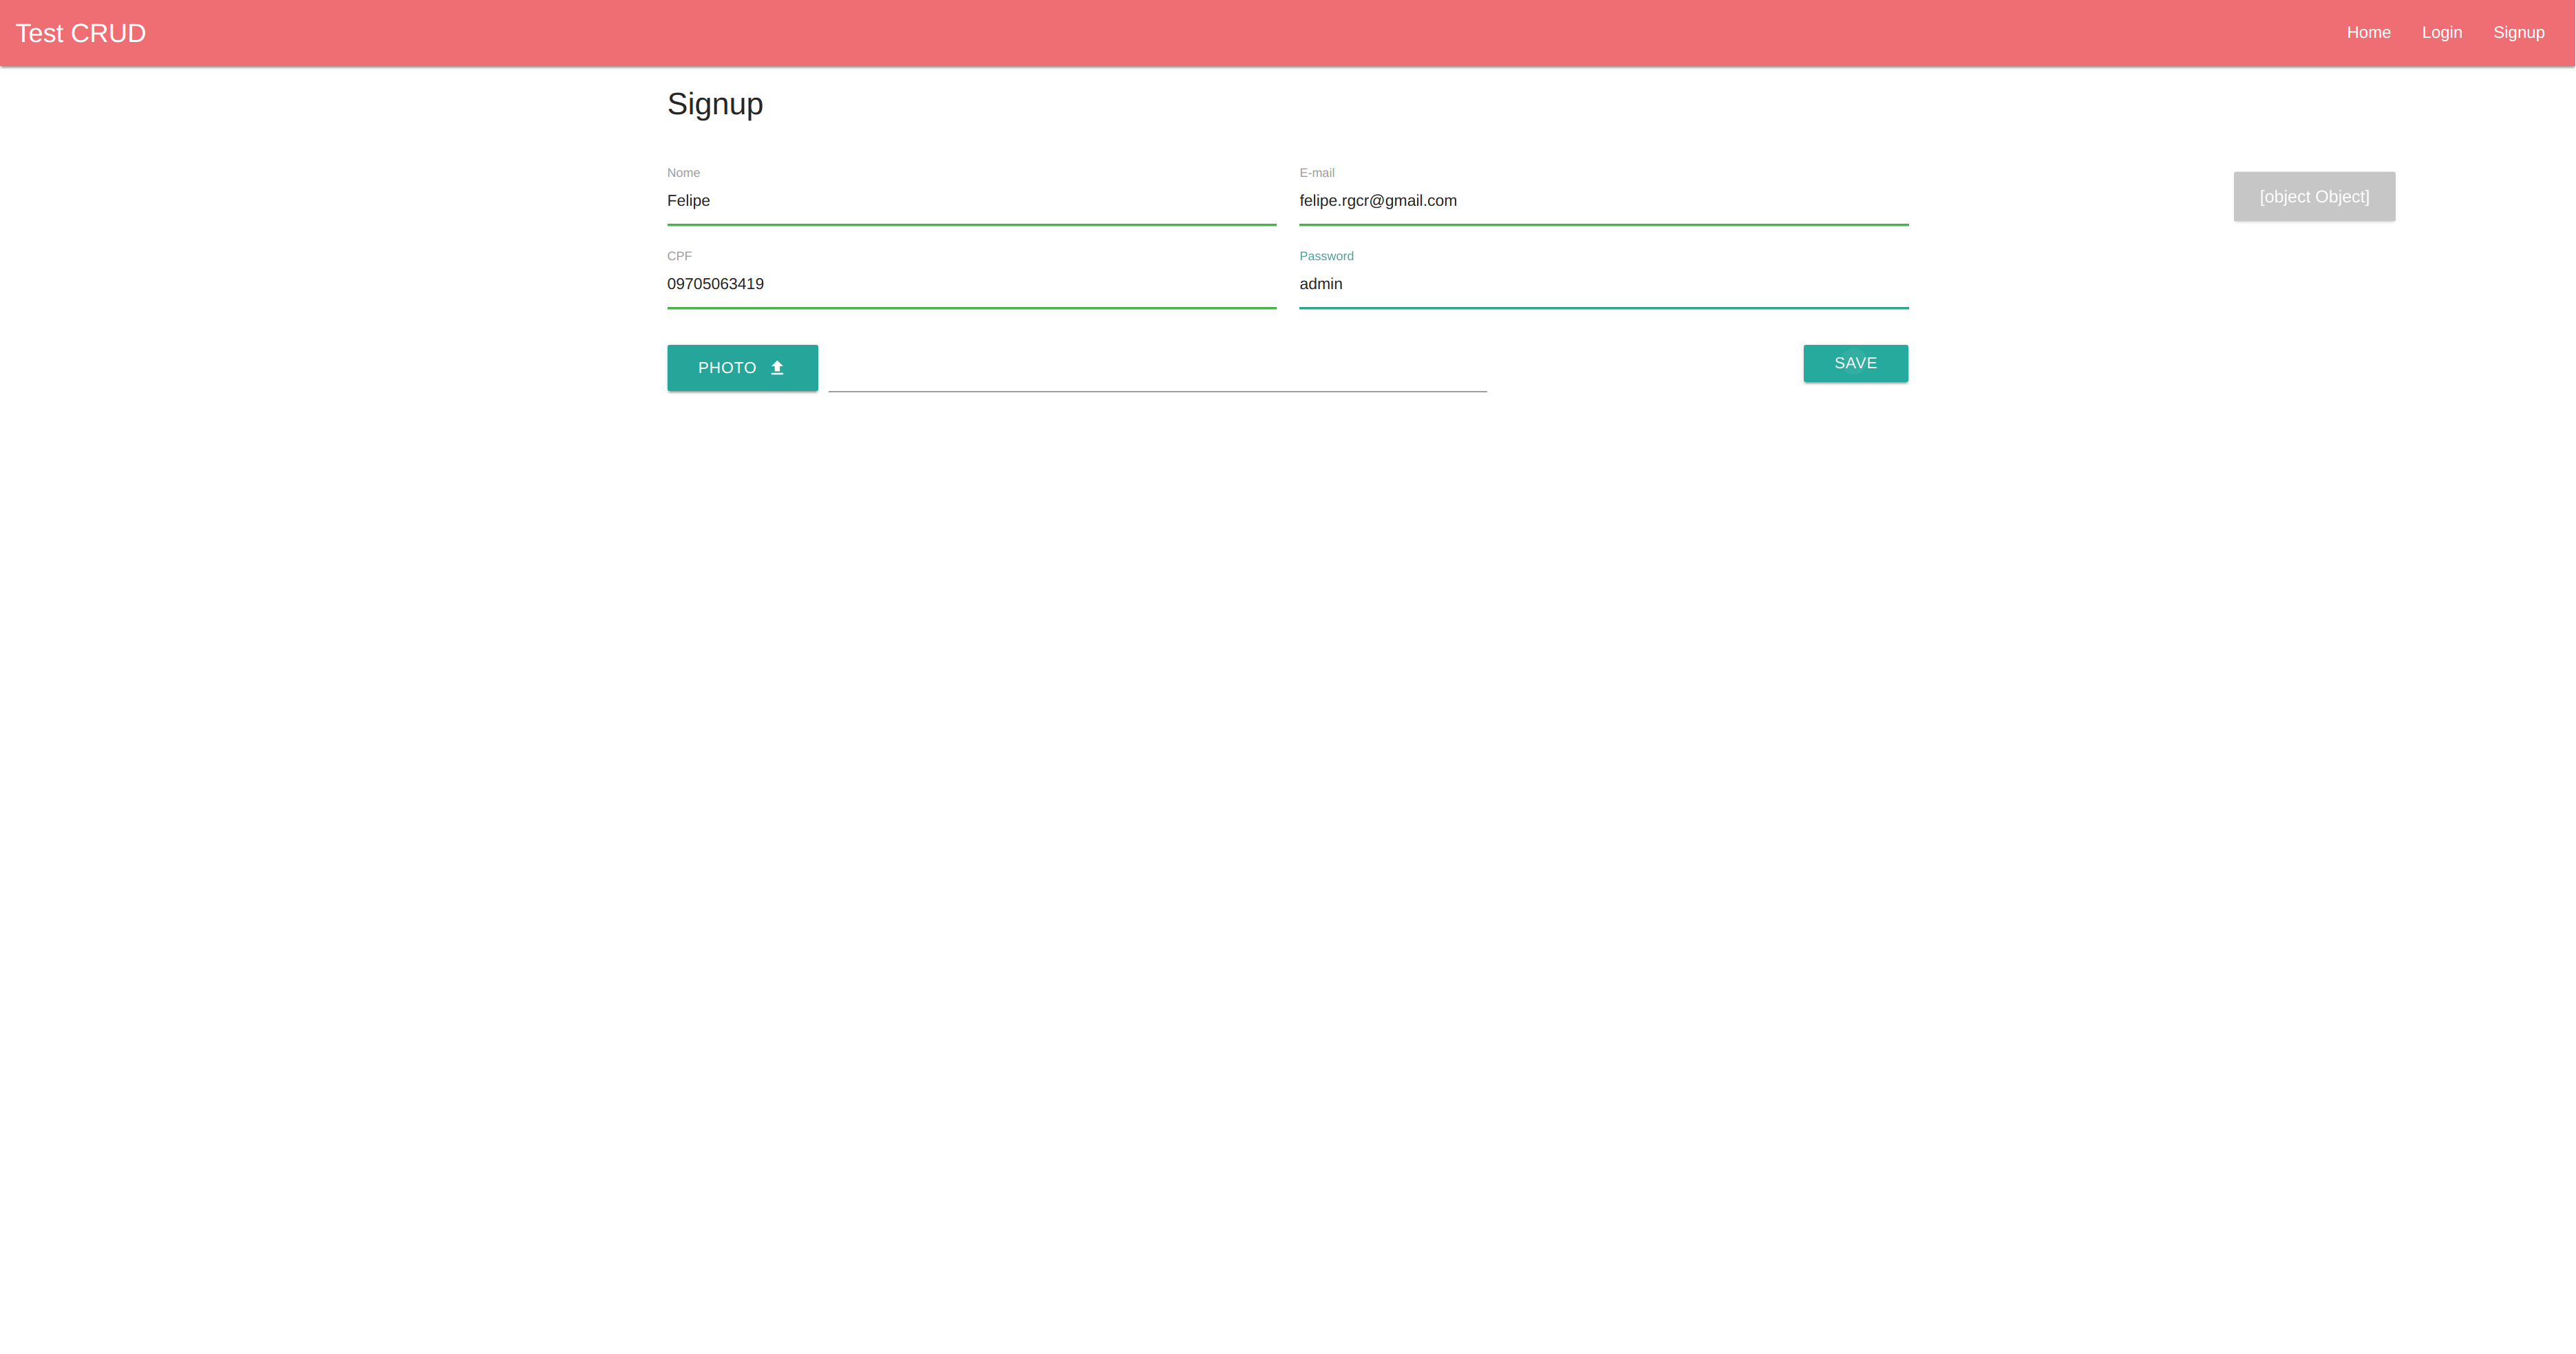 Test CRUD
Home Login Signup
Signup
Nome
Felipe
E-mail
felipe.rgcr@gmail.com
[object Object]
CPF
09705063419
Password
admin
PHOTO
SAVE